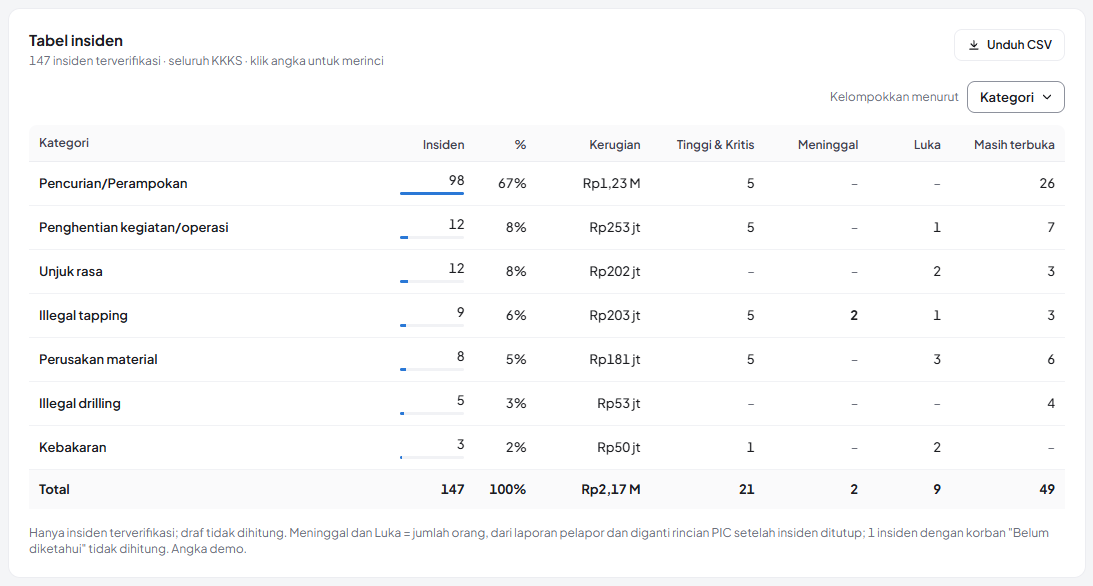 Tabel insiden
147 insiden terverifikasi · seluruh KKKS · klik angka untuk merinci
Unduh CSV
Kelompokkan menurut Kategori
Kategori Insiden % Kerugian Tinggi & Kritis Meninggal Luka Masih terbuka
Pencurian/Perampokan 98 67% Rp1,23 M 5 – – 26
Penghentian kegiatan/operasi 12 8% Rp253 jt 5 – 1 7
Unjuk rasa 12 8% Rp202 jt – – 2 3
Illegal tapping 9 6% Rp203 jt 5 2 1 3
Perusakan material 8 5% Rp181 jt 5 – 3 6
Illegal drilling 5 3% Rp53 jt – – – 4
Kebakaran 3 2% Rp50 jt 1 – 2 –
Total 147 100% Rp2,17 M 21 2 9 49
Hanya insiden terverifikasi; draf tidak dihitung. Meninggal dan Luka = jumlah orang, dari laporan pelapor dan diganti rincian PIC setelah insiden ditutup; 1 insiden dengan korban "Belum
diketahui" tidak dihitung. Angka demo.